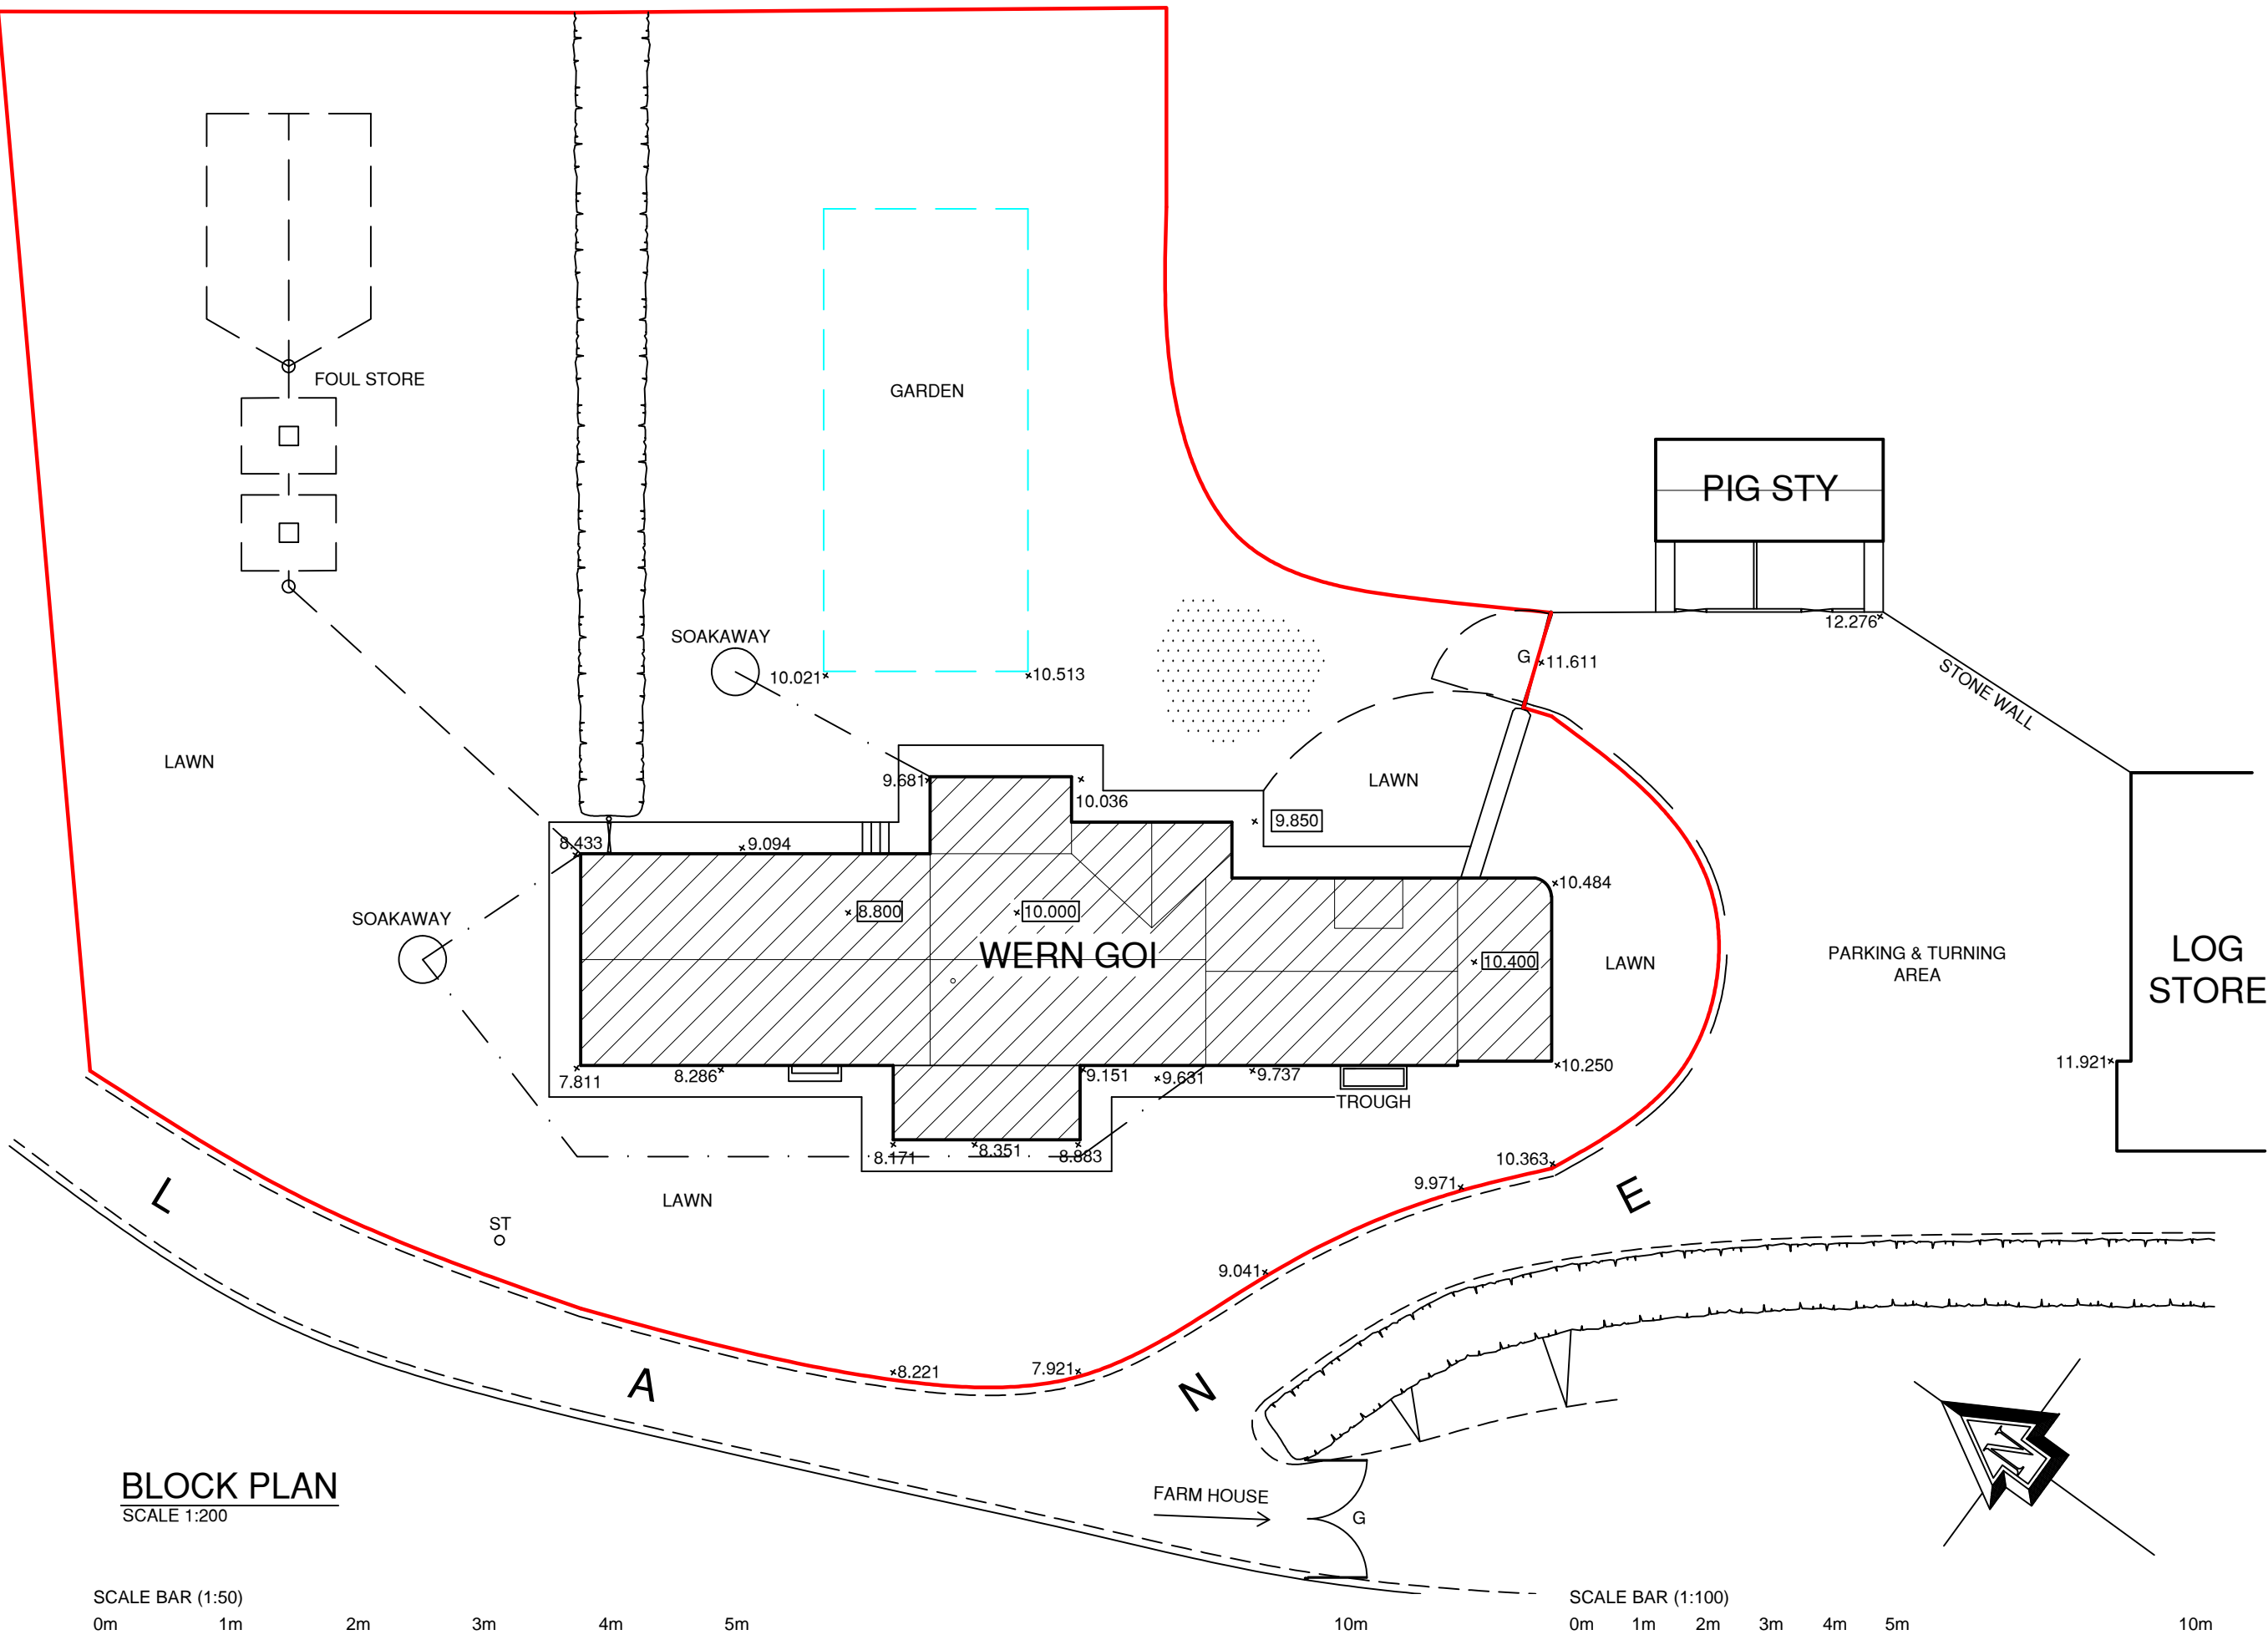 FOUL STORE
GARDEN
PIG STY
12.276
STONE WALL
SOAKAWAY
10.021
10.513
G
11.611
LAWN
9.681
10.036
LAWN
9.850
8.433
9.094
10.484
SOAKAWAY
8.800
10.000
WERN GOI
10.400
LAWN
PARKING & TURNING
AREA
LOG
STORE
11.921
7.811
8.286
9.151
9.631
9.737
10.250
TROUGH
8.171
8.351
8.883
10.363
9.971
LAWN
ST
9.041
8.221
7.921
L
A
N
E
N
BLOCK PLAN
SCALE 1:200
FARM HOUSE
G
SCALE BAR (1:50)
0m 1m 2m 3m 4m 5m 10m
SCALE BAR (1:100)
0m 1m 2m 3m 4m 5m 10m